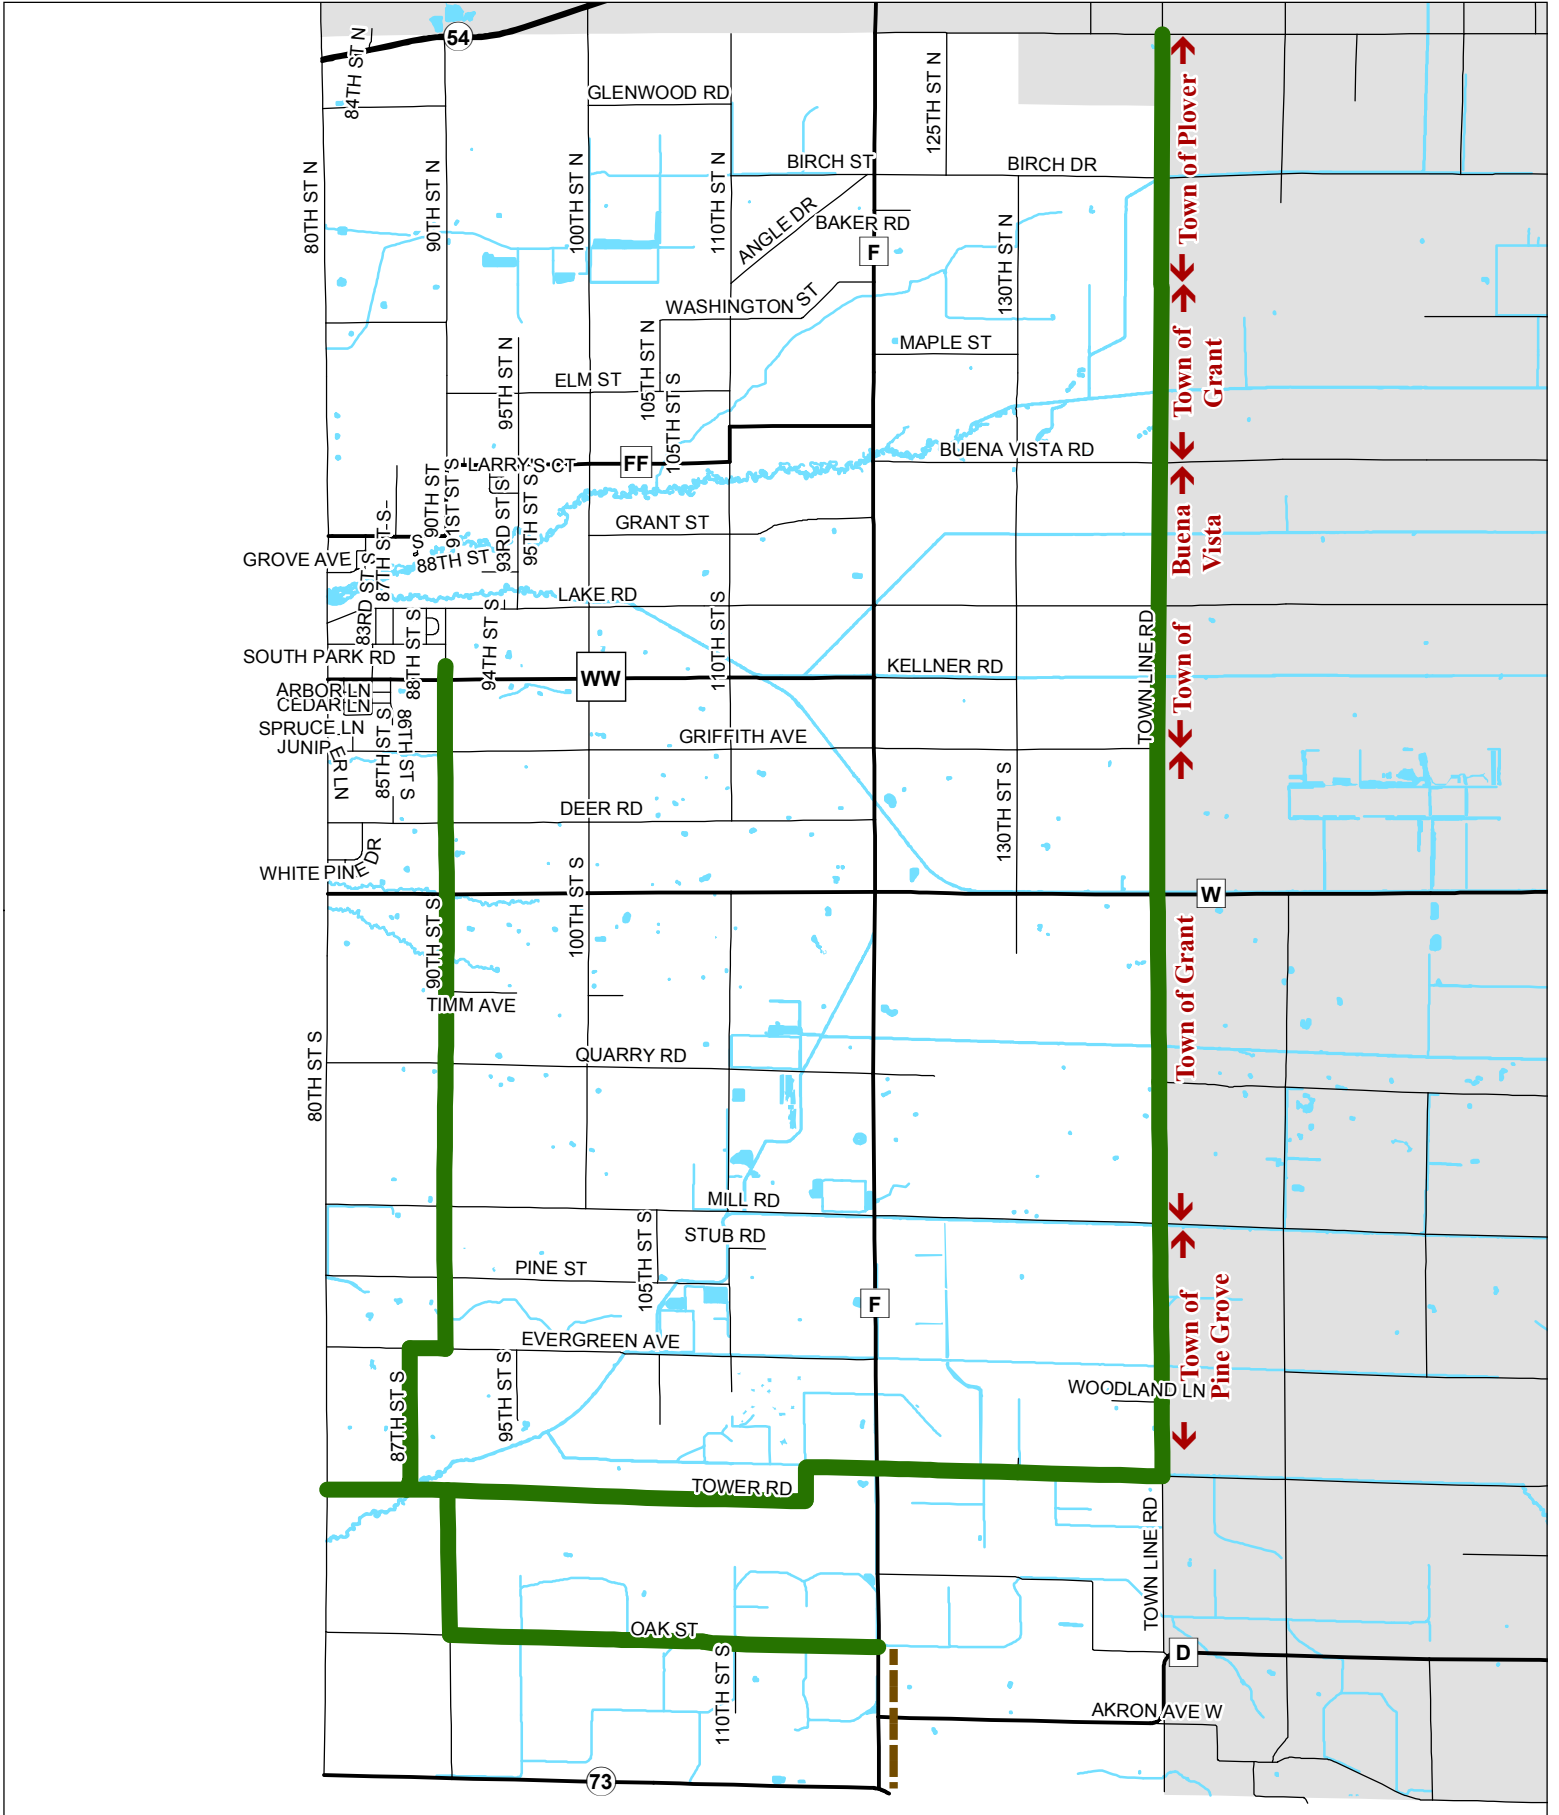 54
84TH ST N
GLENWOOD RD
125TH ST N
Town of Plover
80TH ST N
90TH ST N
100TH ST N
110TH ST N
BIRCH ST
BIRCH DR
ANGLE DR
BAKER RD
F
130TH ST N
WASHINGTON ST
105TH ST N
95TH ST N
MAPLE ST
Town of
Grant
ELM ST
105TH ST S
BUENA VISTA RD
LARRY'S CT
FF
90TH ST S
91ST ST S
93RD ST S
95TH ST S
87TH ST S
GRANT ST
Buena
Vista
GROVE AVE
88TH ST
83RD ST S
LAKE RD
94TH ST S
88TH ST S
110TH ST S
TOWN LINE RD
Town of
SOUTH PARK RD
WW
KELLNER RD
ARBOR LN
CEDAR LN
SPRUCE LN
JUNIPER LN
85TH ST S
86TH ST S
GRIFFITH AVE
130TH ST S
DEER RD
WHITE PINE DR
W
90TH ST S
100TH ST S
Town of Grant
TIMM AVE
QUARRY RD
80TH ST S
MILL RD
105TH ST S
STUB RD
PINE ST
F
Town of
Pine Grove
EVERGREEN AVE
87TH ST S
95TH ST S
WOODLAND LN
TOWER RD
TOWN LINE RD
OAK ST
110TH ST S
D
AKRON AVE W
73